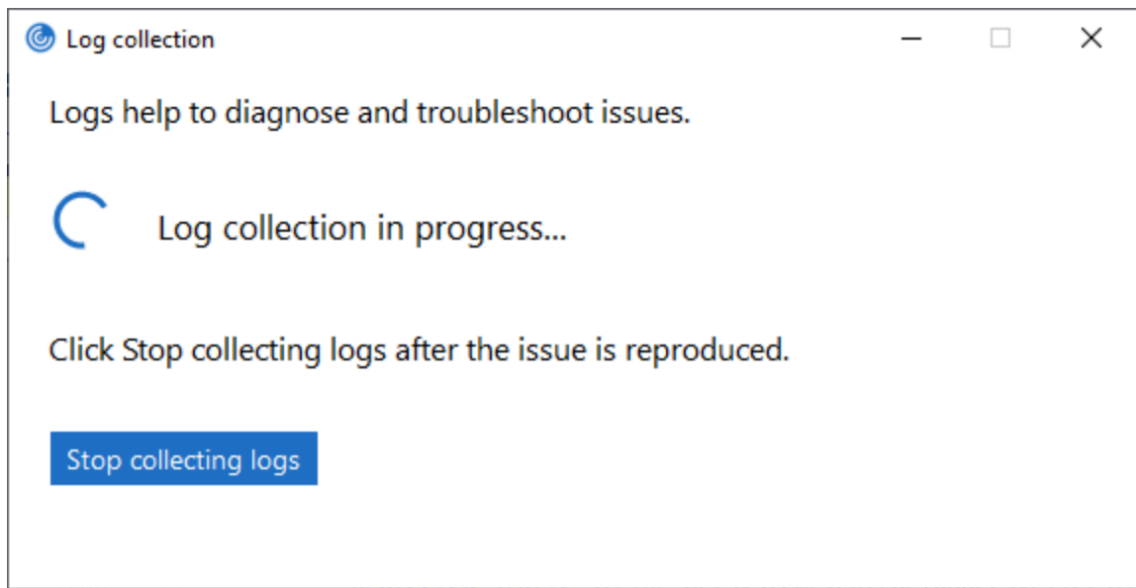 Log collection
Logs help to diagnose and troubleshoot issues.
Log collection in progress...
Click Stop collecting logs after the issue is reproduced.
Stop collecting logs